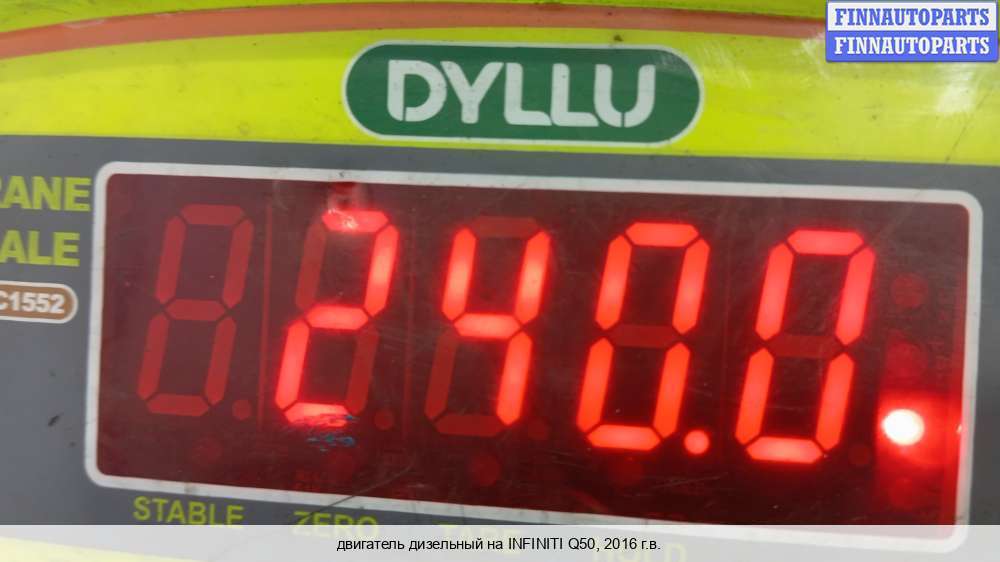 FINNAUTOPARTS
FINNAUTOPARTS
DYLLU
RANE
ALE
C1552
240.0
STABLE
ZERO
двигатель дизельный на INFINITI Q50, 2016 г.в.